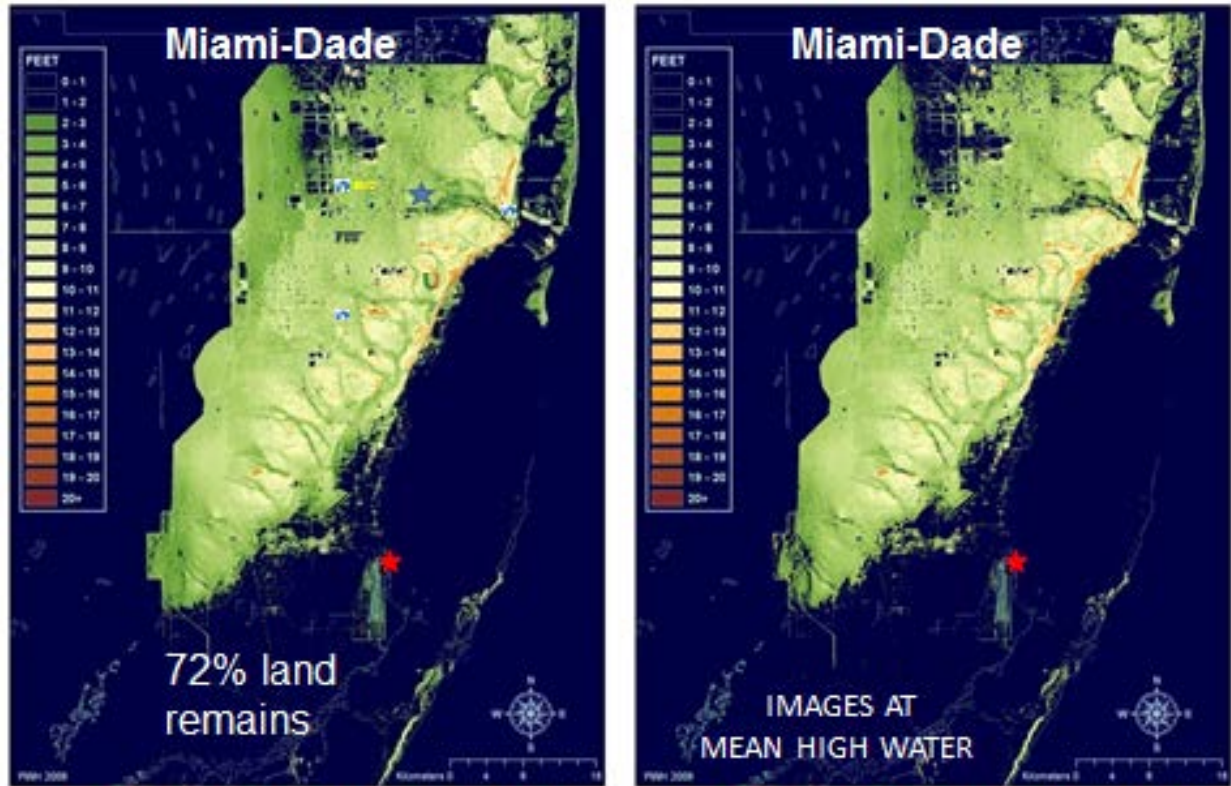 Miami-Dade
FEET
0 - 1
1 - 2
2 - 3
3 - 4
4 - 5
5 - 6
6 - 7
7 - 8
8 - 9
9 - 10
10 - 11
11 - 12
12 - 13
13 - 14
14 - 15
15 - 16
16 - 17
17 - 18
18 - 19
19 - 20
20+
U
72% land
remains
N
W E
S
PWH 2008
Kilometers 0 4 8 16
Miami-Dade
FEET
0 - 1
1 - 2
2 - 3
3 - 4
4 - 5
5 - 6
6 - 7
7 - 8
8 - 9
9 - 10
10 - 11
11 - 12
12 - 13
13 - 14
14 - 15
15 - 16
16 - 17
17 - 18
18 - 19
19 - 20
20+
IMAGES AT
MEAN HIGH WATER
N
W E
S
PWH 2008
Kilometers 0 4 8 16